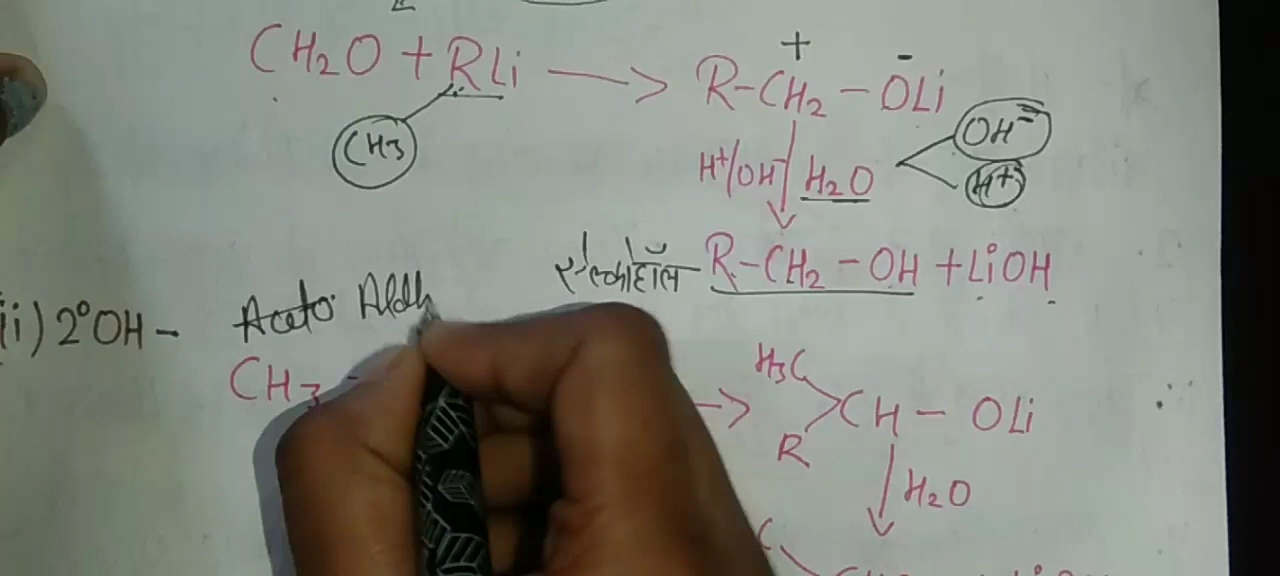 CH2O + RLi —> R-CH2 - OLi
+ -
CH3
OH-
H+/OH- H2O
H+
एल्कोहॉल R-CH2 - OH + LiOH
ii) 2°OH - Aceto Aldh
CH3 - —> H3C
CH - OLi
R
H2O